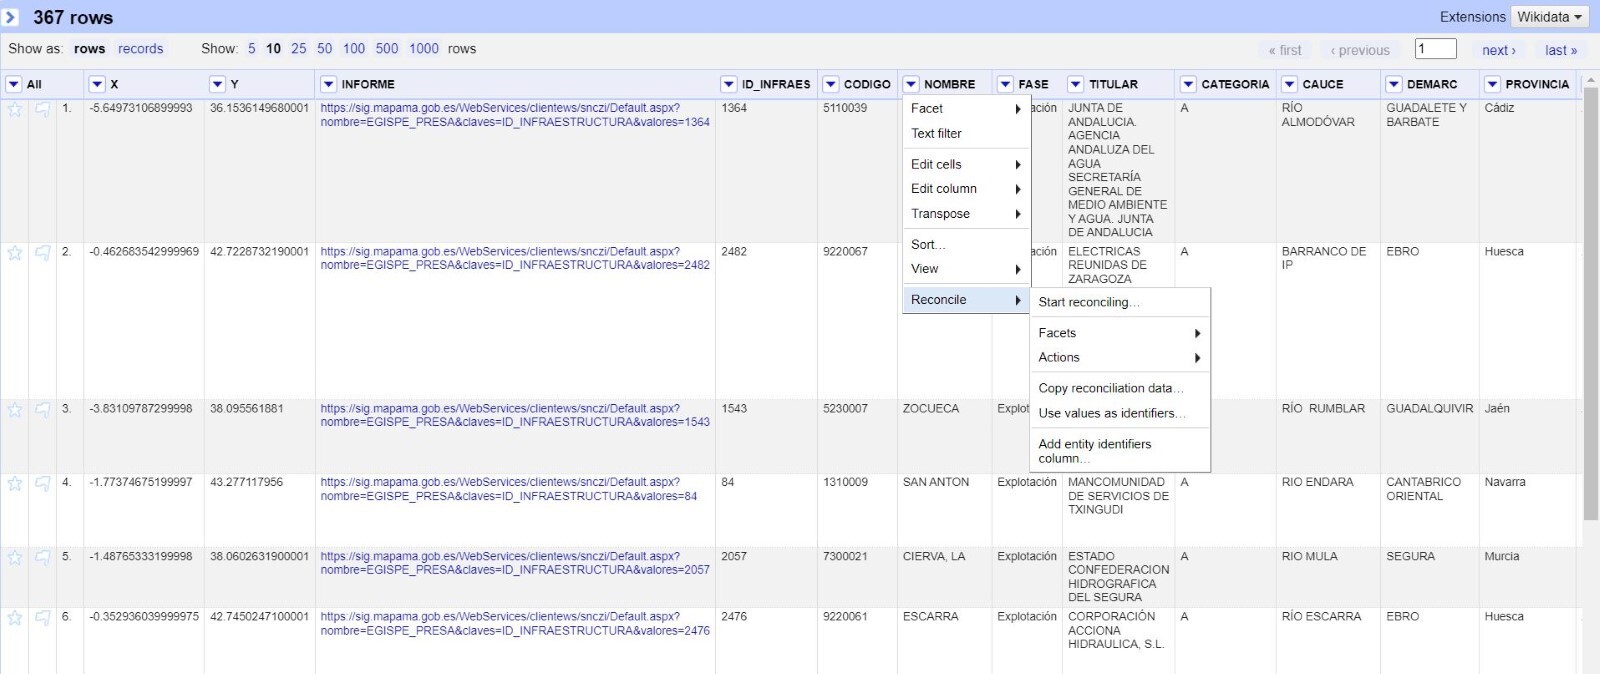 367 rows
Extensions Wikidata
Show as: rows records Show: 5 10 25 50 100 500 1000 rows
« first ‹ previous 1 next › last »
All X Y INFORME ID_INFRAES CODIGO NOMBRE FASE TITULAR CATEGORIA CAUCE DEMARC PROVINCIA
1. -5.64973106899993 36.1536149680001 https://sig.mapama.gob.es/WebServices/clientews/snczi/Default.aspx?
nombre=EGISPE_PRESA&claves=ID_INFRAESTRUCTURA&valores=1364
1364 5110039 ación
JUNTA DE
ANDALUCIA.
AGENCIA
ANDALUZA DEL
AGUA
SECRETARÍA
GENERAL DE
MEDIO AMBIENTE
Y AGUA. JUNTA
DE ANDALUCIA
A
RÍO
ALMODÓVAR
GUADALETE Y
BARBATE
Cádiz
2. -0.462683542999969 42.7228732190001 https://sig.mapama.gob.es/WebServices/clientews/snczi/Default.aspx?
nombre=EGISPE_PRESA&claves=ID_INFRAESTRUCTURA&valores=2482
2482 9220067 ación
ELECTRICAS
REUNIDAS DE
ZARAGOZA
A
BARRANCO DE
IP
EBRO Huesca
3. -3.83109787299998 38.095561881 https://sig.mapama.gob.es/WebServices/clientews/snczi/Default.aspx?
nombre=EGISPE_PRESA&claves=ID_INFRAESTRUCTURA&valores=1543
1543 5230007 ZOCUECA Explot RÍO RUMBLAR GUADALQUIVIR Jaén
4. -1.77374675199997 43.277117956 https://sig.mapama.gob.es/WebServices/clientews/snczi/Default.aspx?
nombre=EGISPE_PRESA&claves=ID_INFRAESTRUCTURA&valores=84
84 1310009 SAN ANTON Explotación
MANCOMUNIDAD
DE SERVICIOS DE
TXINGUDI
A RIO ENDARA
CANTABRICO
ORIENTAL
Navarra
5. -1.48765333199998 38.0602631900001 https://sig.mapama.gob.es/WebServices/clientews/snczi/Default.aspx?
nombre=EGISPE_PRESA&claves=ID_INFRAESTRUCTURA&valores=2057
2057 7300021 CIERVA, LA Explotación
ESTADO
CONFEDERACION
HIDROGRAFICA
DEL SEGURA
A RIO MULA SEGURA Murcia
6. -0.352936039999975 42.7450247100001 https://sig.mapama.gob.es/WebServices/clientews/snczi/Default.aspx?
nombre=EGISPE_PRESA&claves=ID_INFRAESTRUCTURA&valores=2476
2476 9220061 ESCARRA Explotación
CORPORACIÓN
ACCIONA
HIDRAULICA, S.L.
A RÍO ESCARRA EBRO Huesca
Facet
Text filter
Edit cells
Edit column
Transpose
Sort…
View
Reconcile
Start reconciling…
Facets
Actions
Copy reconciliation data…
Use values as identifiers…
Add entity identifiers
column…